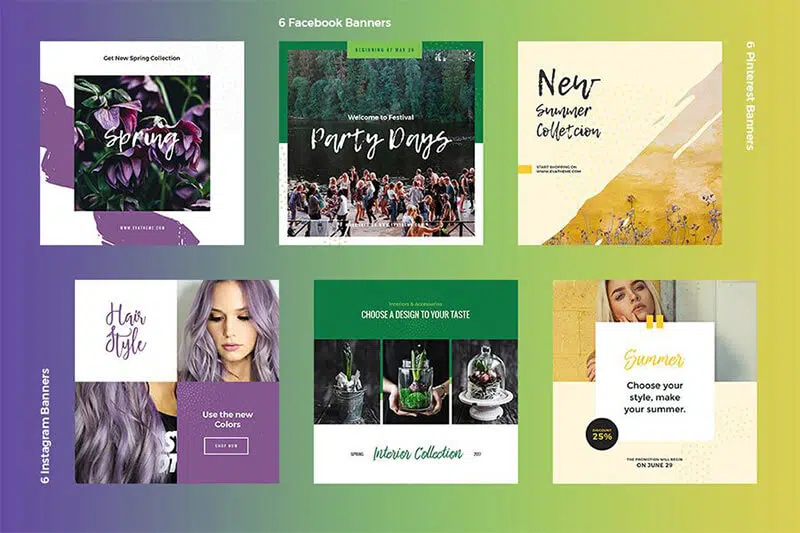 6 Facebook Banners
6 Pinterest Banners
6 Instagram Banners
Get New Spring Collection
Spring
WWW.EVATHEME.COM
BEGINNING AT MAR 20
Welcome to Festival
Party Days
New
Summer
Colletcion
START SHOPPING ON
WWW.EVATHEME.COM
Hair
Style
Use the new
Colors
SHOP NOW
Interiors & Accessories
CHOOSE A DESIGN TO YOUR TASTE
SPRING
Interior Collection
2017
Summer
Choose your
style, make
your summer.
DISCOUNT
25%
THE PROMOTION WILL BEGIN
ON JUNE 29